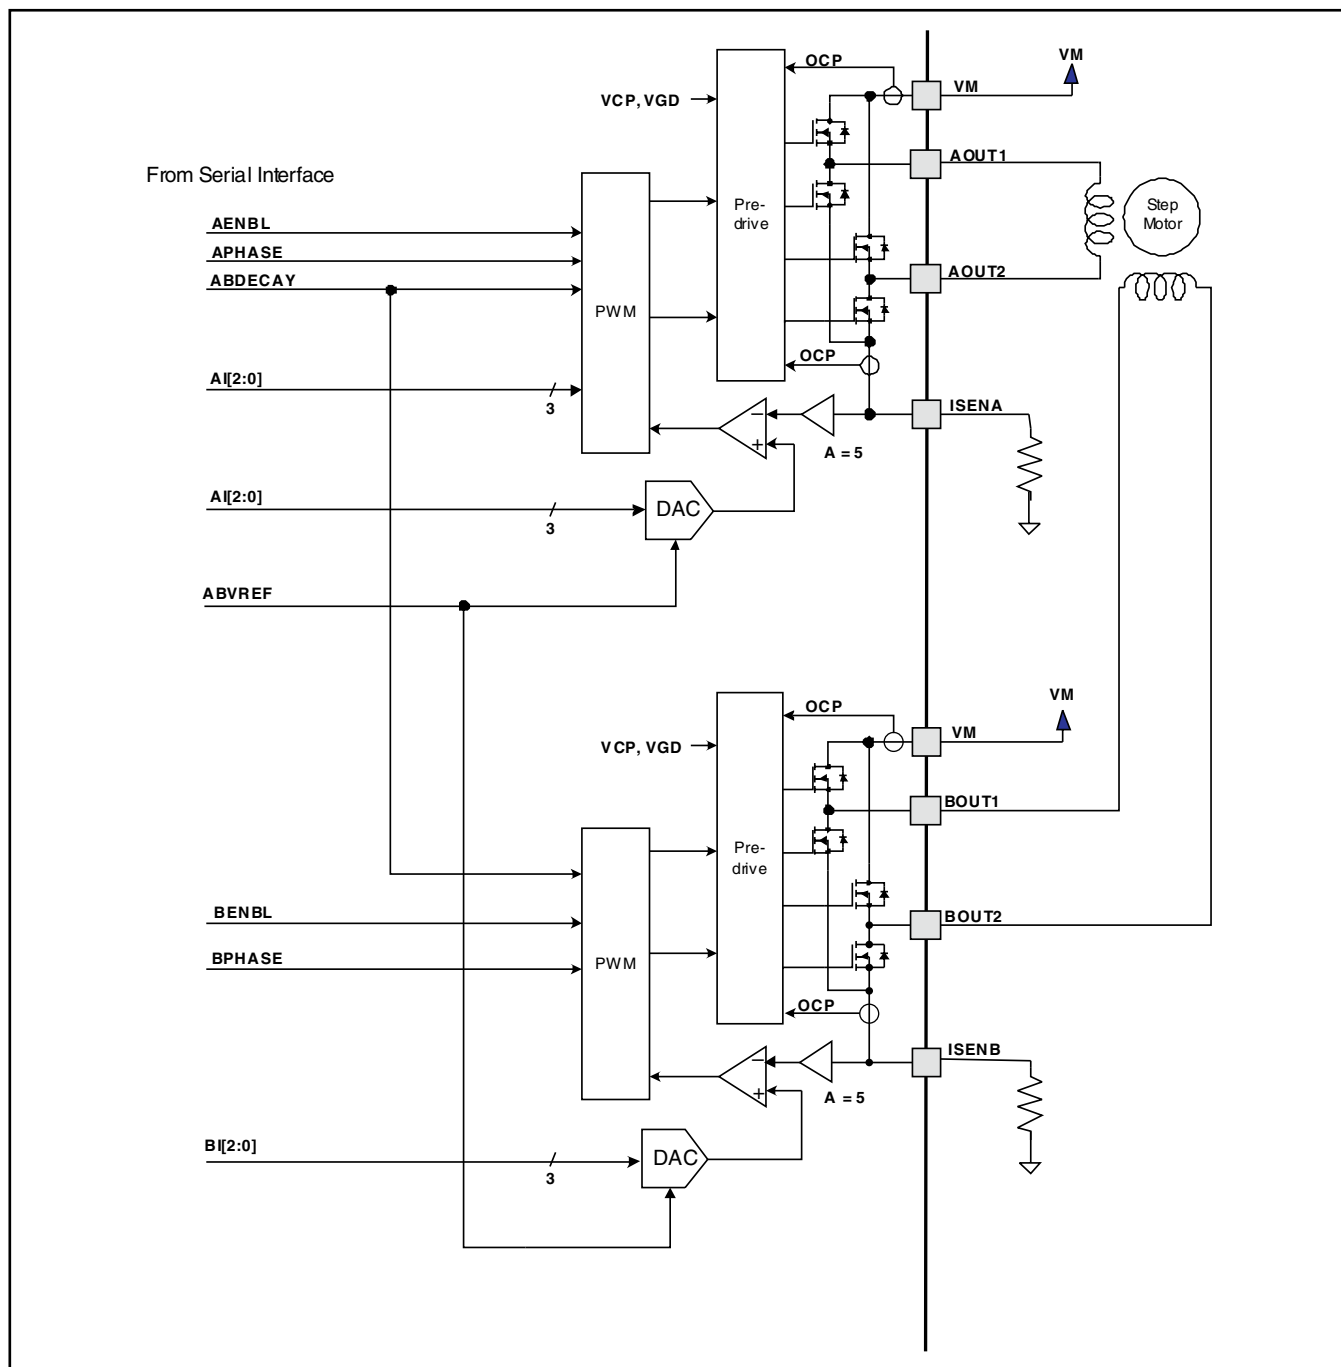 OCP
VM
VM
VCP, VGD
AOUT1
From Serial Interface
Step
Motor
Pre-
drive
AENBL
APHASE
AOUT2
ABDECAY
PWM
OCP
AI[2:0]
3
ISENA
−
+
A = 5
AI[2:0]
3
DAC
ABVREF
VM
OCP
VM
VCP, VGD
BOUT1
Pre-
drive
BENBL
BOUT2
BPHASE
PWM
OCP
ISENB
−
+
A = 5
BI[2:0]
3
DAC